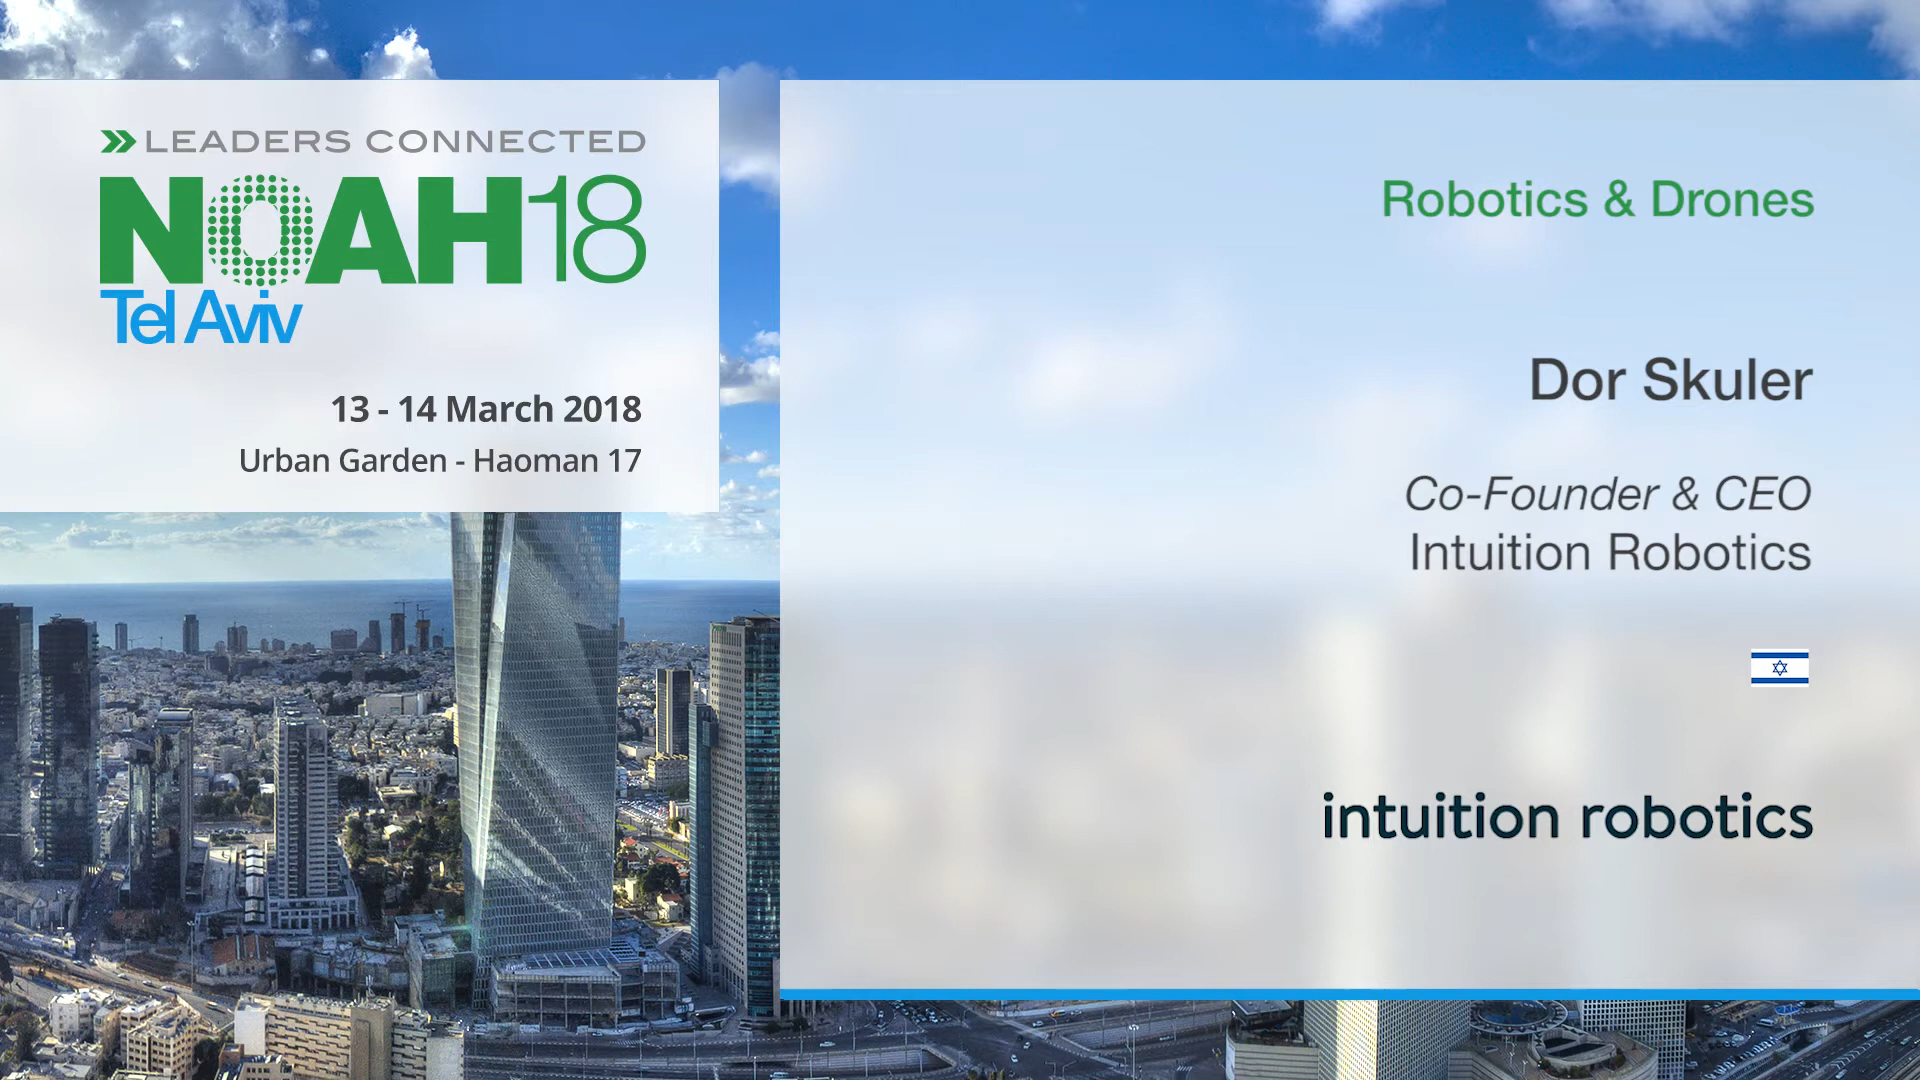 LEADERS CONNECTED
NOAH18
Tel Aviv
13 - 14 March 2018
Urban Garden - Haoman 17
Robotics & Drones
Dor Skuler
Co-Founder & CEO
Intuition Robotics
intuition robotics